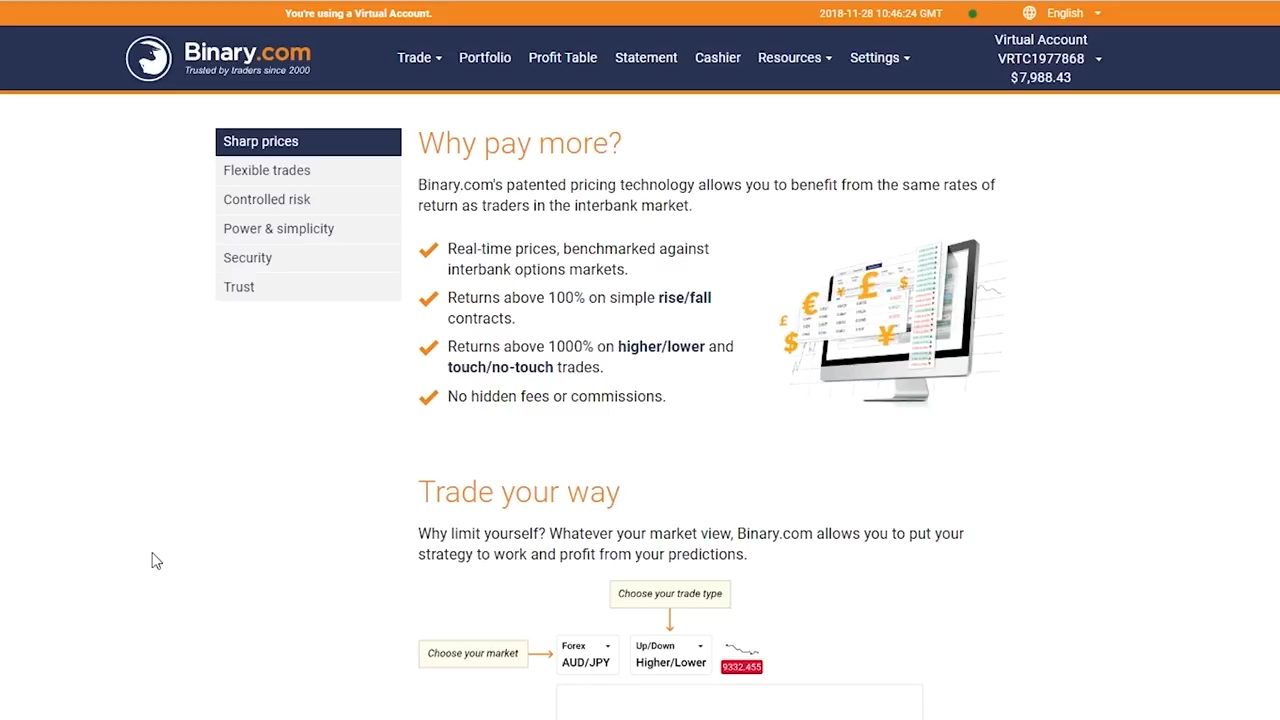 You're using a Virtual Account.
2018-11-28 10:46:24 GMT
English
Binary.com
Trusted by traders since 2000
Trade
Portfolio
Profit Table
Statement
Cashier
Resources
Settings
Virtual Account
VRTC1977868
$7,988.43
Sharp prices
Flexible trades
Controlled risk
Power & simplicity
Security
Trust
Why pay more?
Binary.com's patented pricing technology allows you to benefit from the same rates of
return as traders in the interbank market.
Real-time prices, benchmarked against
interbank options markets.
Returns above 100% on simple rise/fall
contracts.
Returns above 1000% on higher/lower and
touch/no-touch trades.
No hidden fees or commissions.
Trade your way
Why limit yourself? Whatever your market view, Binary.com allows you to put your
strategy to work and profit from your predictions.
Choose your trade type
Choose your market
Forex
AUD/JPY
Up/Down
Higher/Lower
9332.455